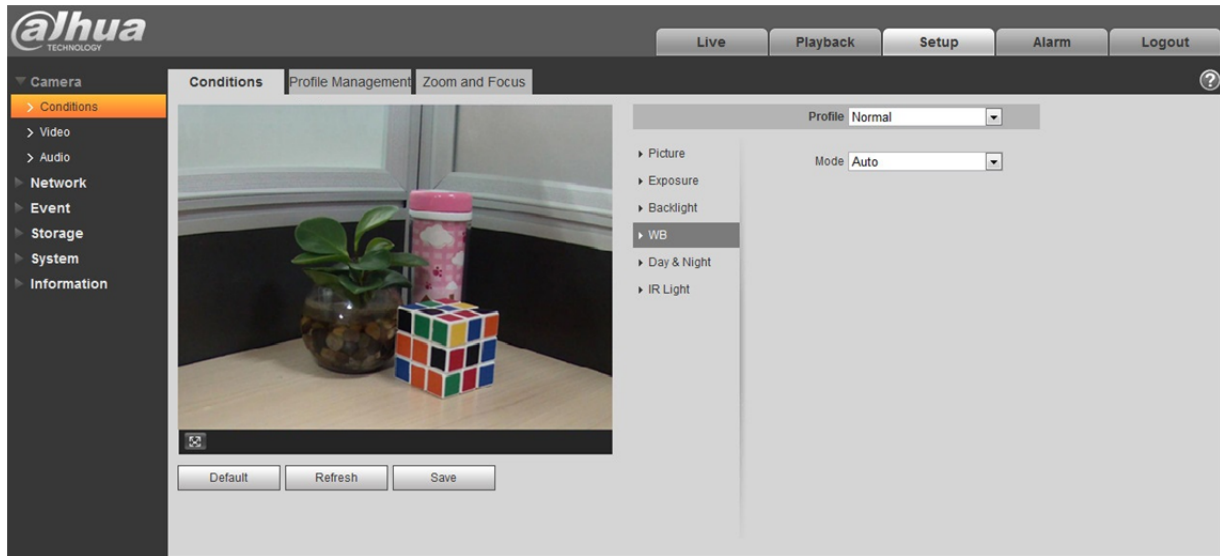 alhua
TECHNOLOGY
Live
Playback
Setup
Alarm
Logout
Camera
Conditions
Video
Audio
Network
Event
Storage
System
Information
Conditions
Profile Management
Zoom and Focus
?
Profile Normal
Picture
Exposure
Backlight
WB
Day & Night
IR Light
Mode Auto
Default
Refresh
Save